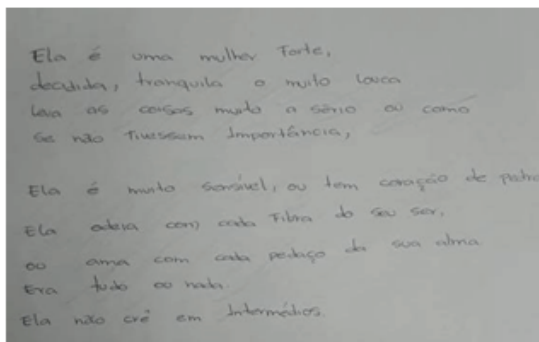 Ela é uma mulher Forte,
decidida, tranquila o muito louca
leva as coisas muito a sério ou como
se não Tivessem Importância,
Ela é muito sensível, ou tem coração de pedra
Ela odeia com cada Fibra do seu ser,
ou ama com cada pedaço da sua alma
Era tudo ou nada.
Ela não crê em Intermédios.